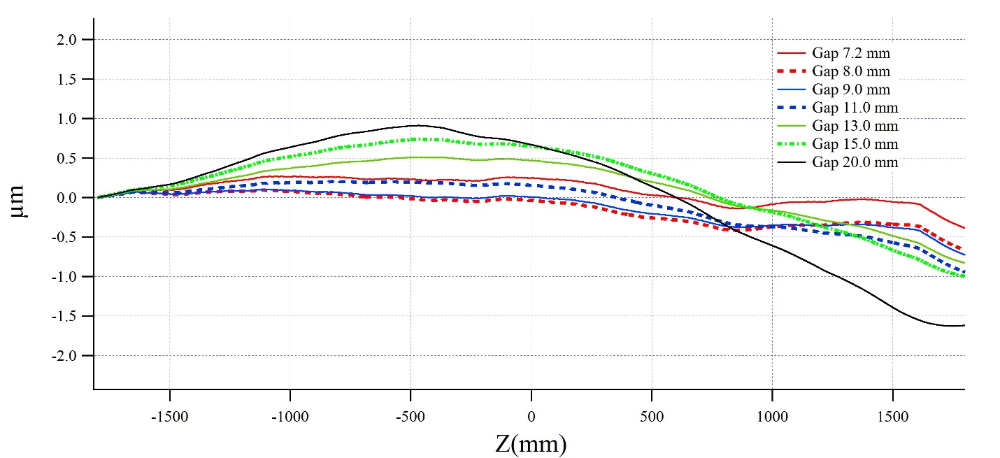 2.0
1.5
1.0
0.5
0.0
-0.5
-1.0
-1.5
-2.0
µm
Gap 7.2 mm
Gap 8.0 mm
Gap 9.0 mm
Gap 11.0 mm
Gap 13.0 mm
Gap 15.0 mm
Gap 20.0 mm
-1500 -1000 -500 0 500 1000 1500
Z(mm)